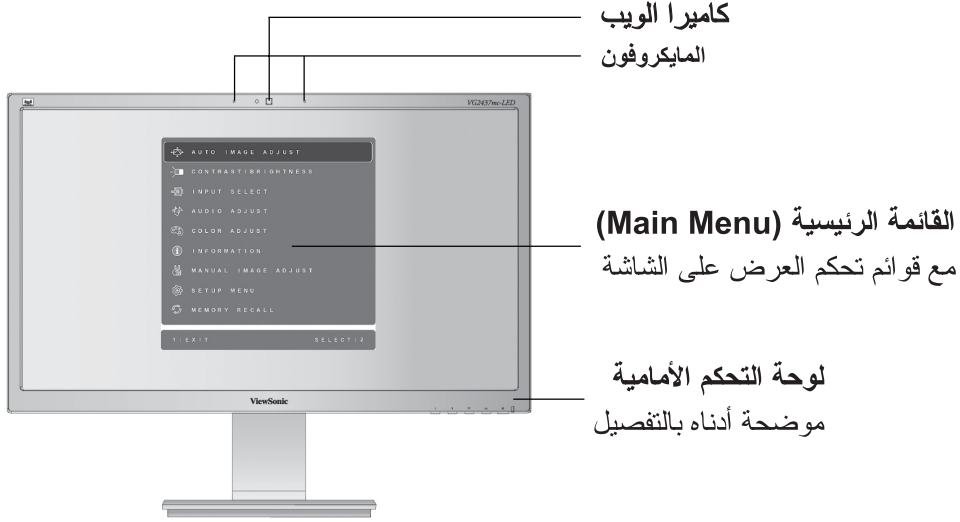 كاميرا الويب
المايكروفون
VG2437mc-LED
AUTO IMAGE ADJUST
CONTRAST/BRIGHTNESS
INPUT SELECT
AUDIO ADJUST
COLOR ADJUST
INFORMATION
MANUAL IMAGE ADJUST
SETUP MENU
MEMORY RECALL
1:EXIT SELECT:2
القائمة الرئيسية (Main Menu)
مع قوائم تحكم العرض على الشاشة
لوحة التحكم الأمامية
موضحة أدناه بالتفصيل
ViewSonic